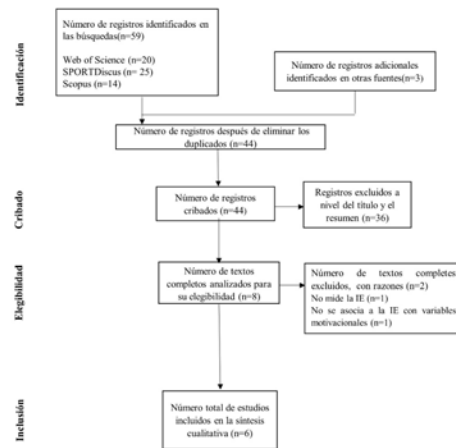 Identificación
Número de registros identificados en
las búsquedas(n=59)
Web of Science (n=20)
SPORTDiscus (n= 25)
Scopus (n=14)
Número de registros adicionales
identificados en otras fuentes(n=3)
Número de registros después de eliminar los
duplicados (n=44)
Cribado
Número de registros
cribados (n=44)
Registros excluidos a
nivel del título y el
resumen (n=36)
Elegibilidad
Número de textos
completos analizados para
su elegibilidad (n=8)
Número de textos completes
excluidos, con razones (n=2)
No mide la IE (n=1)
No se asocia a la IE con variables
motivacionales (n=1)
Inclusión
Número total de estudios
incluidos en la síntesis
cualitativa (n=6)